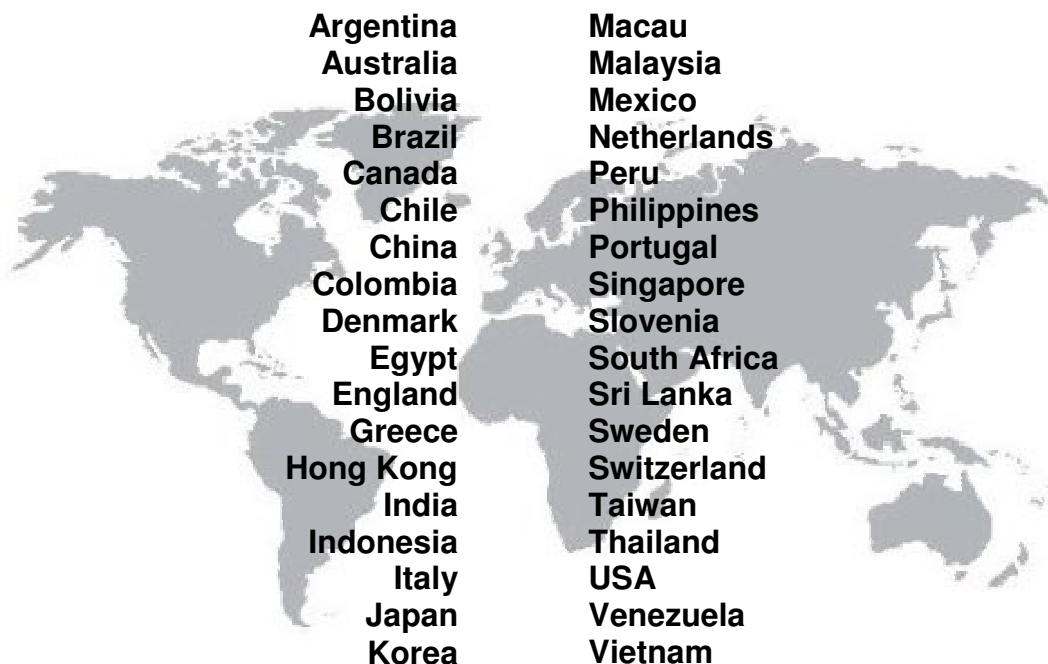 Argentina
Australia
Bolivia
Brazil
Canada
Chile
China
Colombia
Denmark
Egypt
England
Greece
Hong Kong
India
Indonesia
Italy
Japan
Korea
Macau
Malaysia
Mexico
Netherlands
Peru
Philippines
Portugal
Singapore
Slovenia
South Africa
Sri Lanka
Sweden
Switzerland
Taiwan
Thailand
USA
Venezuela
Vietnam